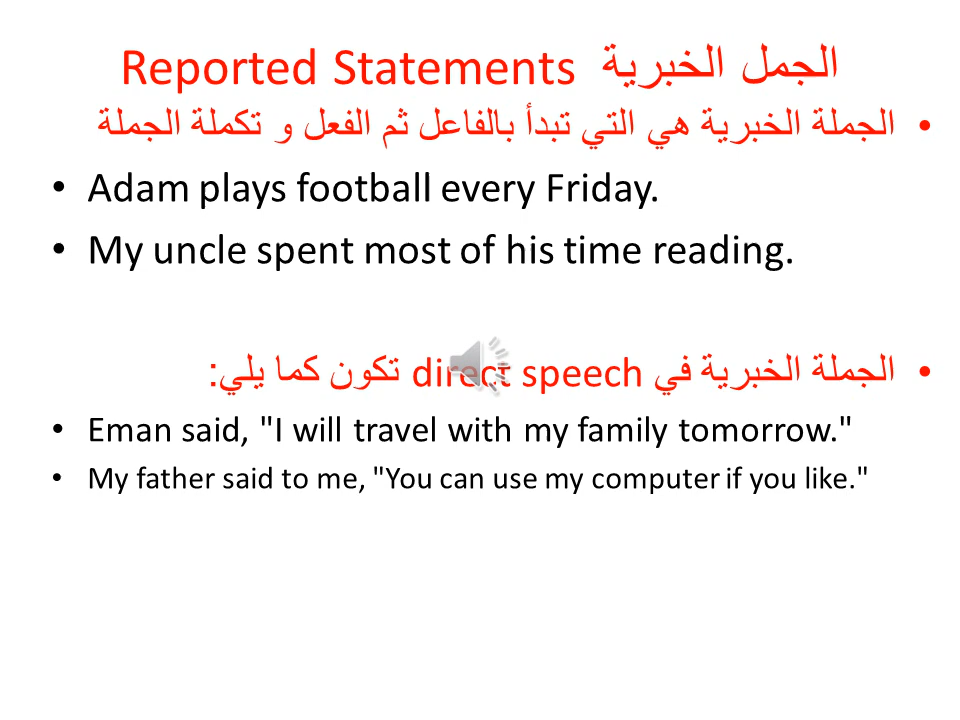 Reported Statements الجمل الخبرية
• الجملة الخبرية هي التي تبدأ بالفاعل ثم الفعل و تكملة الجملة
• Adam plays football every Friday.
• My uncle spent most of his time reading.
• الجملة الخبرية في direct speech تكون كما يلي:
• Eman said, "I will travel with my family tomorrow."
• My father said to me, "You can use my computer if you like."